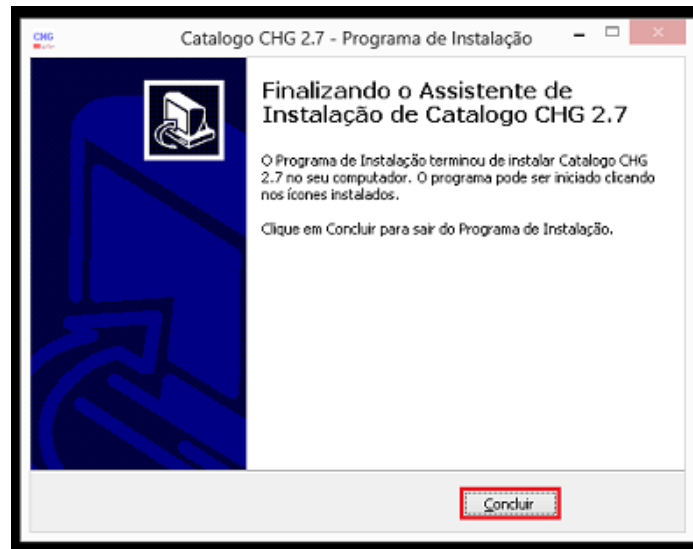 CHG
Catalogo CHG 2.7 - Programa de Instalação
Finalizando o Assistente de
Instalação de Catalogo CHG 2.7
O Programa de Instalação terminou de instalar Catalogo CHG
2.7 no seu computador. O programa pode ser iniciado clicando
nos ícones instalados.
Clique em Concluir para sair do Programa de Instalação.
Concluir